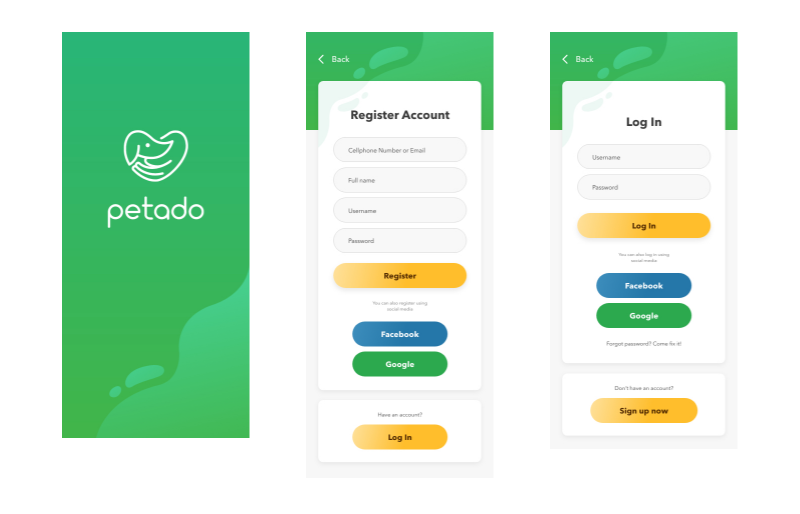 petado
Back
Register Account
Cellphone Number or Email
Full name
Username
Password
Register
You can also register using
social media
Facebook
Google
Have an account?
Log In
Back
Log In
Username
Password
Log In
You can also log in using
social media
Facebook
Google
Forgot password? Come fix it!
Don't have an account?
Sign up now